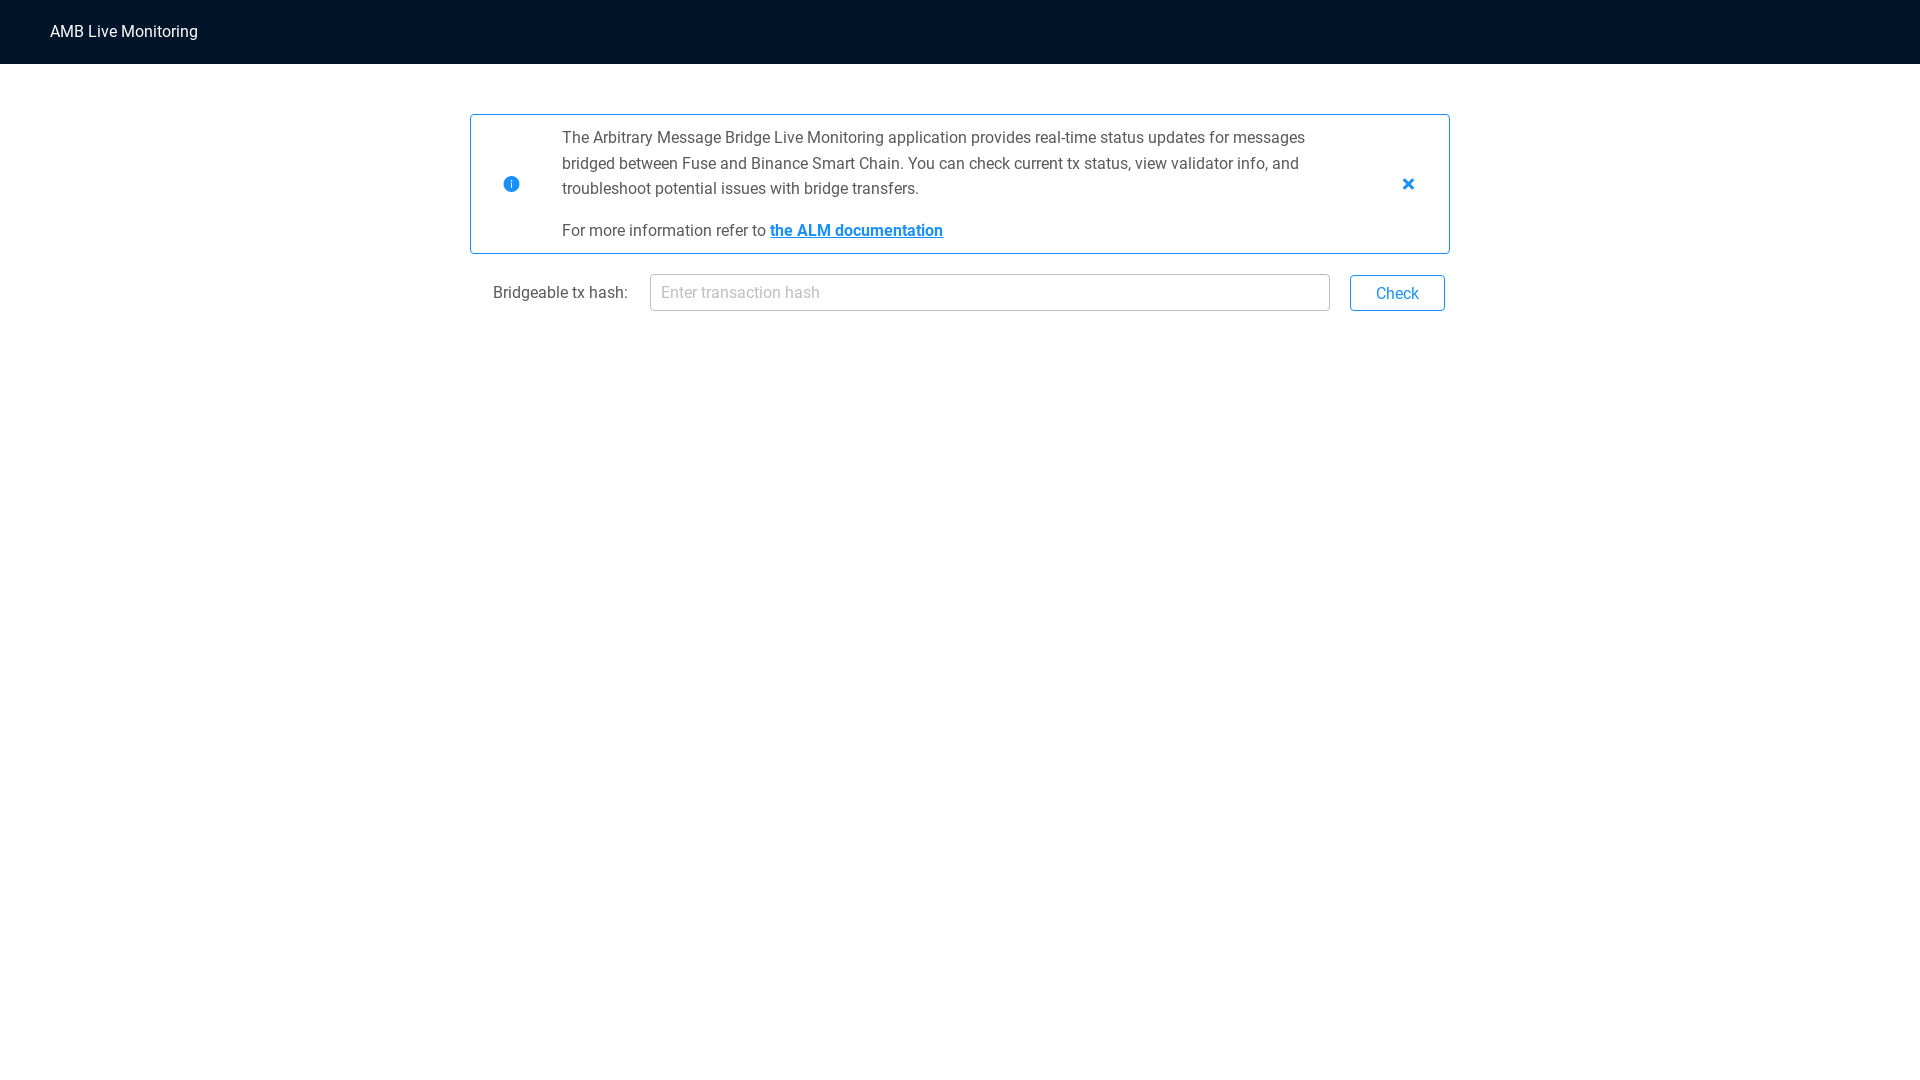 AMB Live Monitoring
The Arbitrary Message Bridge Live Monitoring application provides real-time status updates for messages
bridged between Fuse and Binance Smart Chain. You can check current tx status, view validator info, and
troubleshoot potential issues with bridge transfers.
For more information refer to the ALM documentation
Bridgeable tx hash:
Enter transaction hash
Check